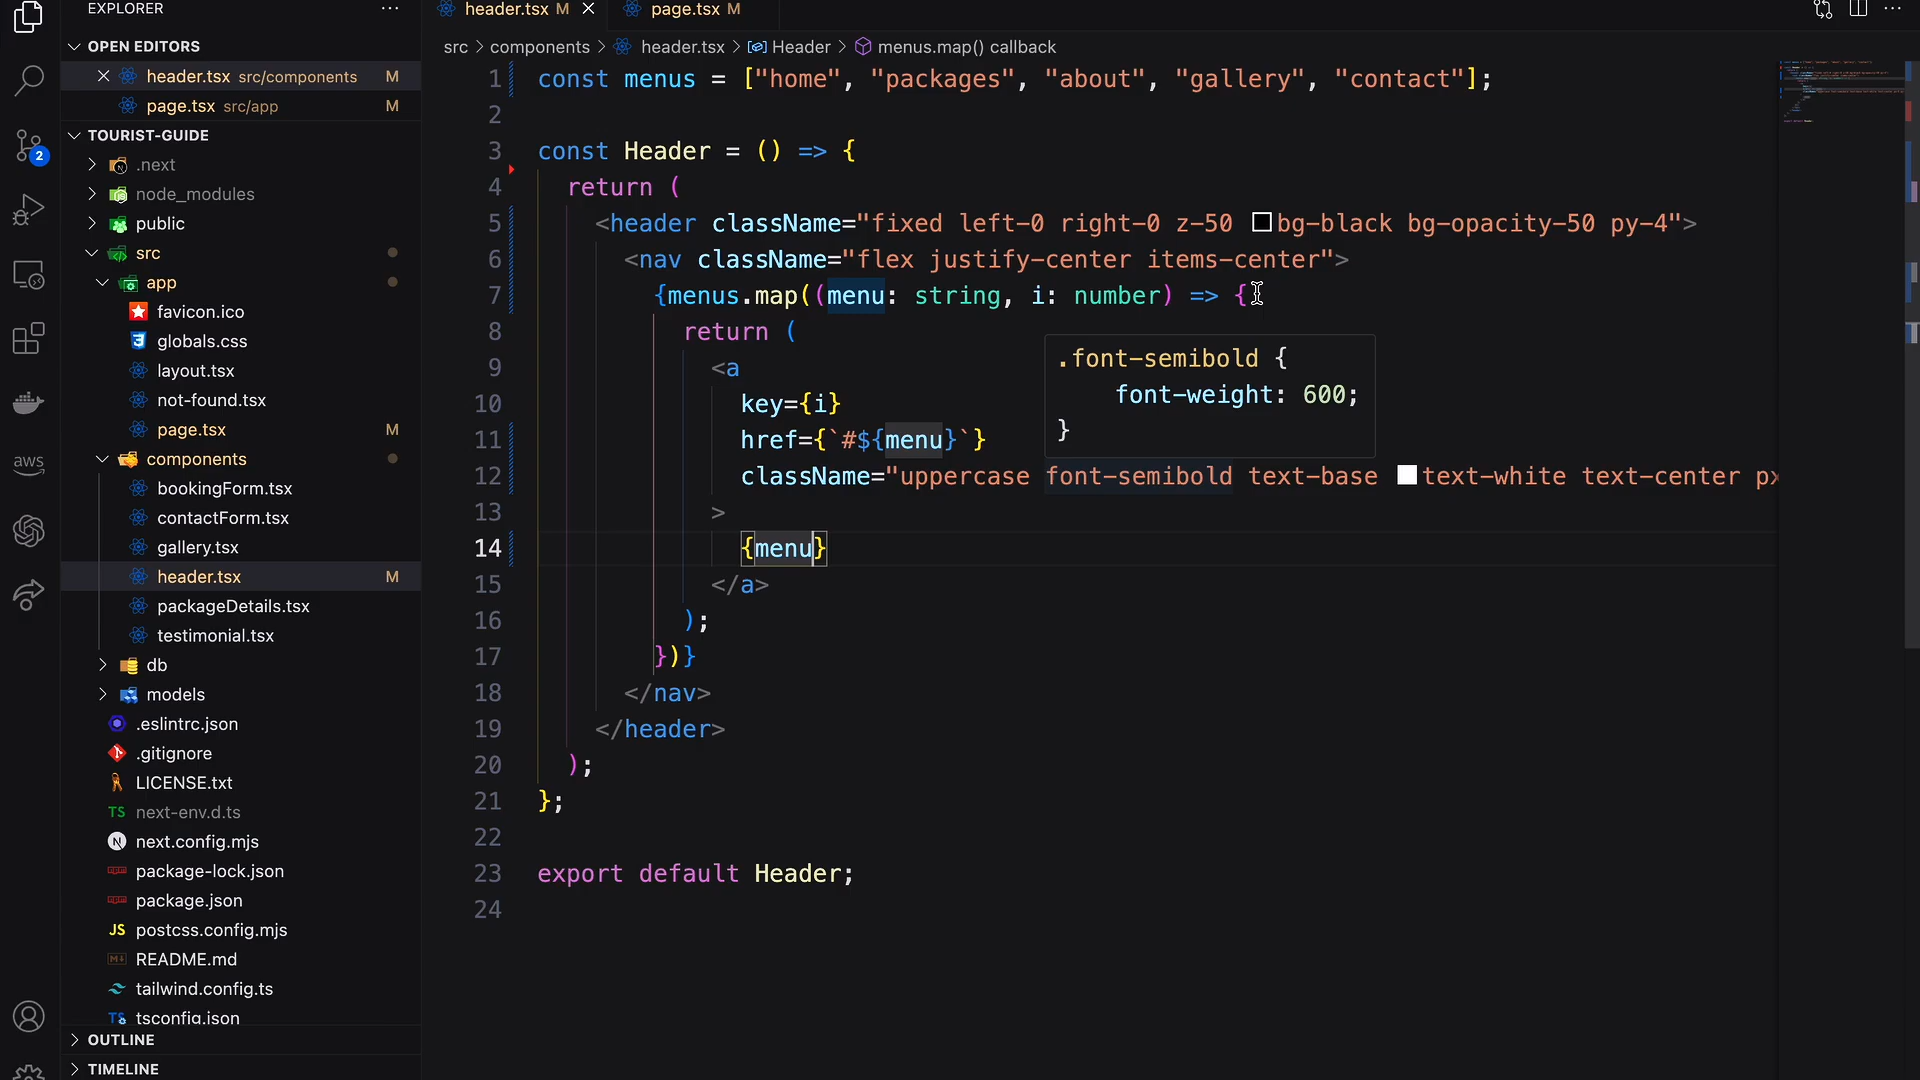 EXPLORER
OPEN EDITORS
header.tsx src/components M
page.tsx src/app M
TOURIST-GUIDE
.next
node_modules
public
src
app
favicon.ico
globals.css
layout.tsx
not-found.tsx
page.tsx M
components
bookingForm.tsx
contactForm.tsx
gallery.tsx
header.tsx M
packageDetails.tsx
testimonial.tsx
db
models
.eslintrc.json
.gitignore
LICENSE.txt
TS next-env.d.ts
N next.config.mjs
package-lock.json
package.json
JS postcss.config.mjs
README.md
tailwind.config.ts
TS tsconfig.json
OUTLINE
TIMELINE
2
aws
header.tsx M
page.tsx M
src > components > header.tsx > Header > menus.map() callback
1 const menus = ["home", "packages", "about", "gallery", "contact"];
2
3 const Header = () => {
4 return (
5 <header className="fixed left-0 right-0 z-50 bg-black bg-opacity-50 py-4">
6 <nav className="flex justify-center items-center">
7 {menus.map((menu: string, i: number) => {
8 return (
9 <a
10 key={i}
11 href={`#${menu}`}
12 className="uppercase font-semibold text-base text-white text-center px
13 >
14 {menu}
15 </a>
16 );
17 })}
18 </nav>
19 </header>
20 );
21 };
22
23 export default Header;
24
.font-semibold {
font-weight: 600;
}